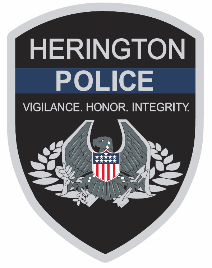 HERINGTON
POLICE
VIGILANCE. HONOR. INTEGRITY.